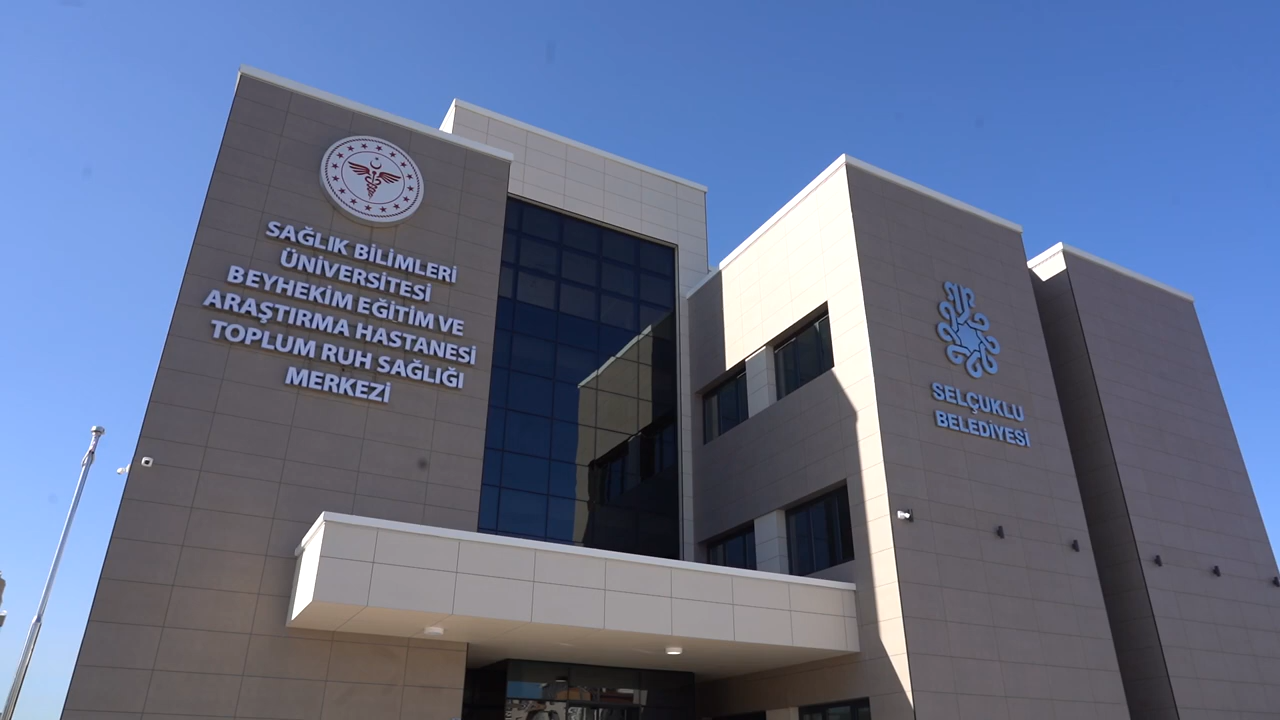 SAĞLIK BİLİMLERİ
ÜNİVERSİTESİ
BEYHEKİM EĞİTİM VE
ARAŞTIRMA HASTANESİ
TOPLUM RUH SAĞLIĞI
MERKEZİ
SELÇUKLU
BELEDİYESİ